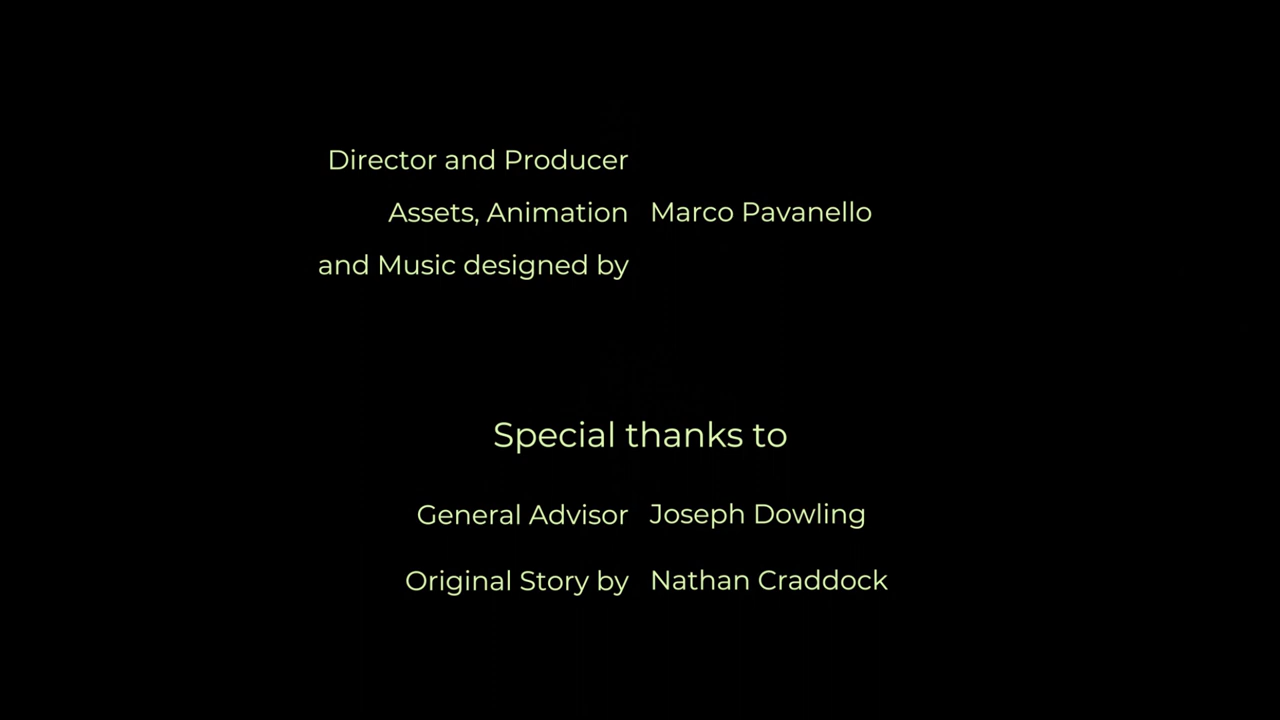 Director and Producer
Assets, Animation Marco Pavanello
and Music designed by
Special thanks to
General Advisor Joseph Dowling
Original Story by Nathan Craddock